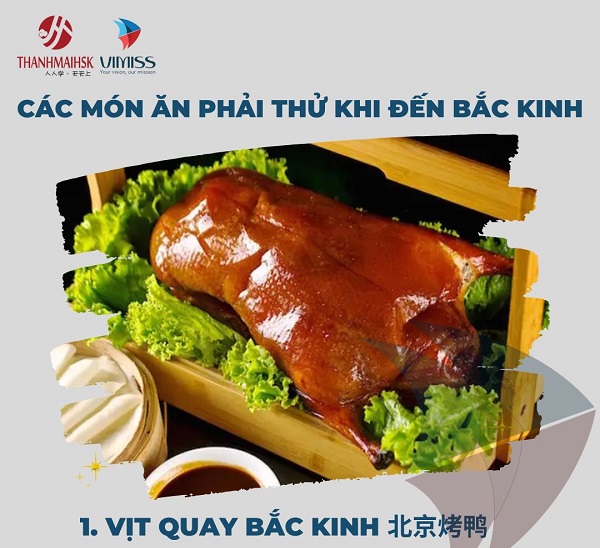 THANHMAIHSK
人人学 · 天天上
VIMISS
Your vision, our mission
CÁC MÓN ĂN PHẢI THỬ KHI ĐẾN BẮC KINH
1. VỊT QUAY BẮC KINH 北京烤鸭